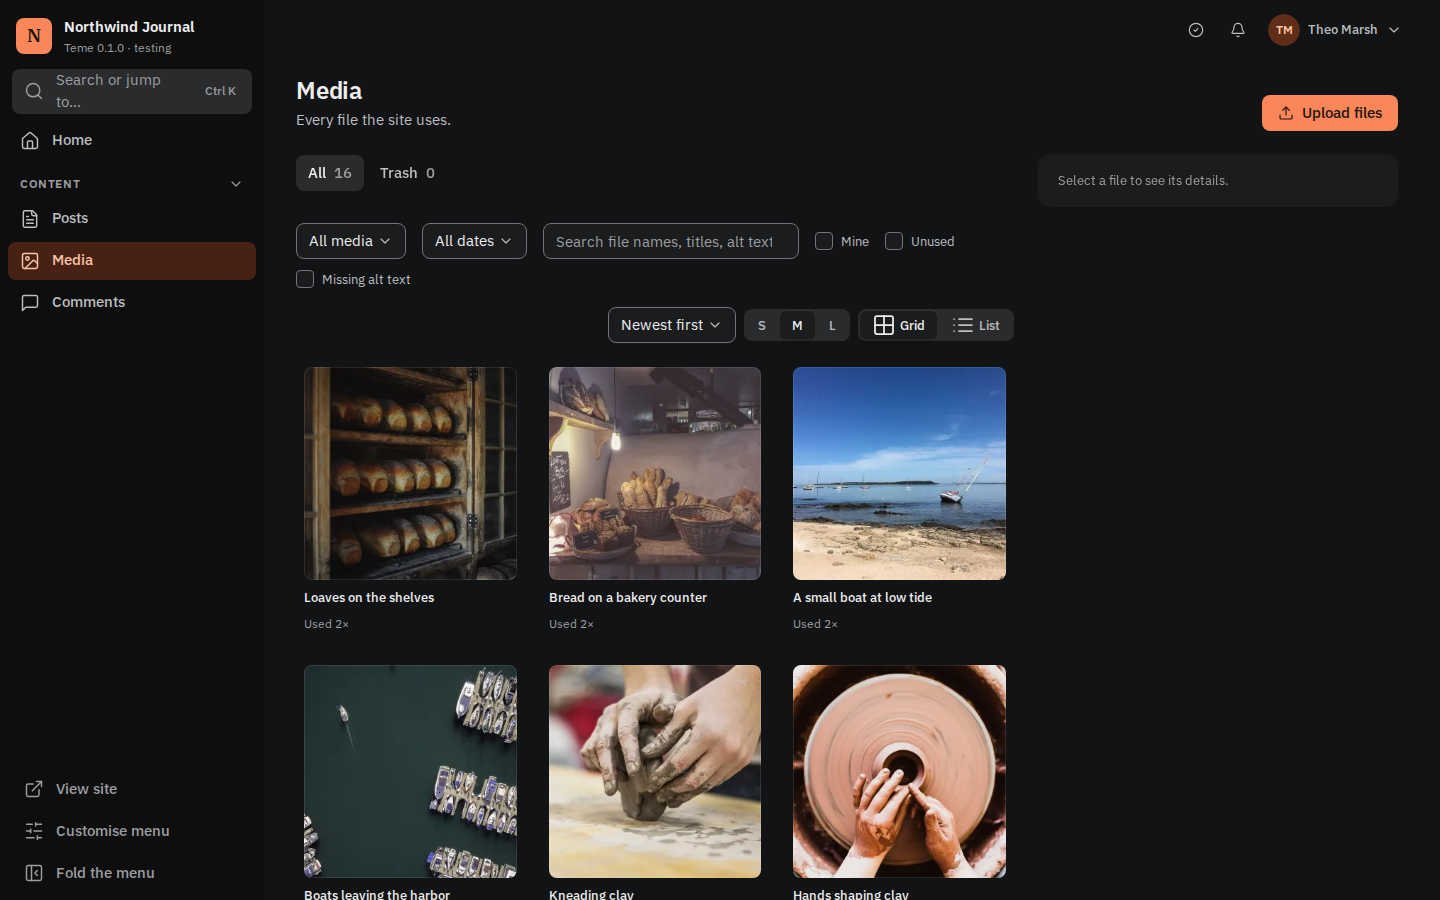 N
Northwind Journal
Teme 0.1.0 · testing
Search or jump
to...
Ctrl K
Home
CONTENT
Posts
Media
Comments
View site
Customise menu
Fold the menu
TM
Theo Marsh
Media
Every file the site uses.
Upload files
All 16
Trash 0
Select a file to see its details.
All media
All dates
Search file names, titles, alt text
Mine
Unused
Missing alt text
Newest first
S
M
L
Grid
List
Loaves on the shelves
Used 2×
Bread on a bakery counter
Used 2×
A small boat at low tide
Used 2×
Boats leaving the harbor
Kneading clay
Hands shaping clay